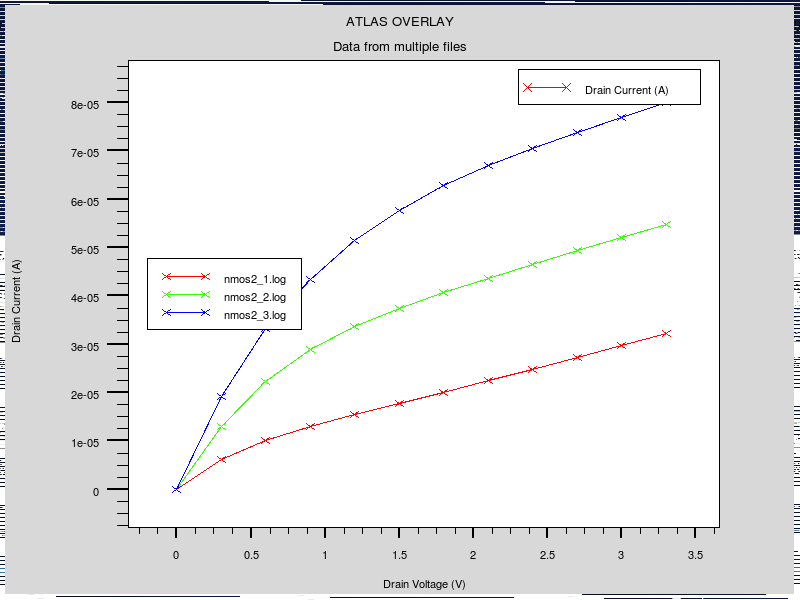 ATLAS OVERLAY
Data from multiple files
Drain Current (A)
8e-05
7e-05
6e-05
5e-05
4e-05
3e-05
2e-05
1e-05
0
Drain Current (A)
nmos2_1.log
nmos2_2.log
nmos2_3.log
0 0.5 1 1.5 2 2.5 3 3.5
Drain Voltage (V)